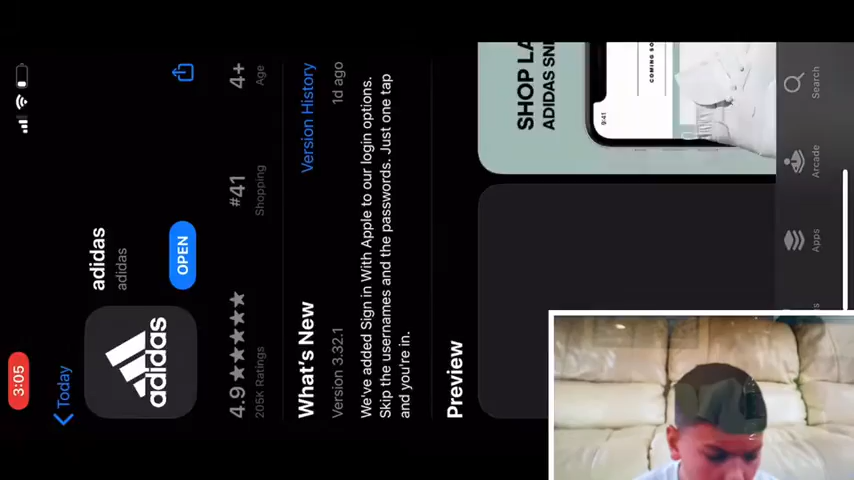 3:05
Today
adidas
adidas
adidas
OPEN
4.9
205K Ratings
#41
Shopping
4+
Age
What's New
Version History
Version 3.32.1
1d ago
We've added Sign in With Apple to our login options.
Skip the usernames and the passwords. Just one tap
and you're in.
Preview
SHOP LA
ADIDAS SNE
9:41
COMING SO
Apps
Arcade
Search